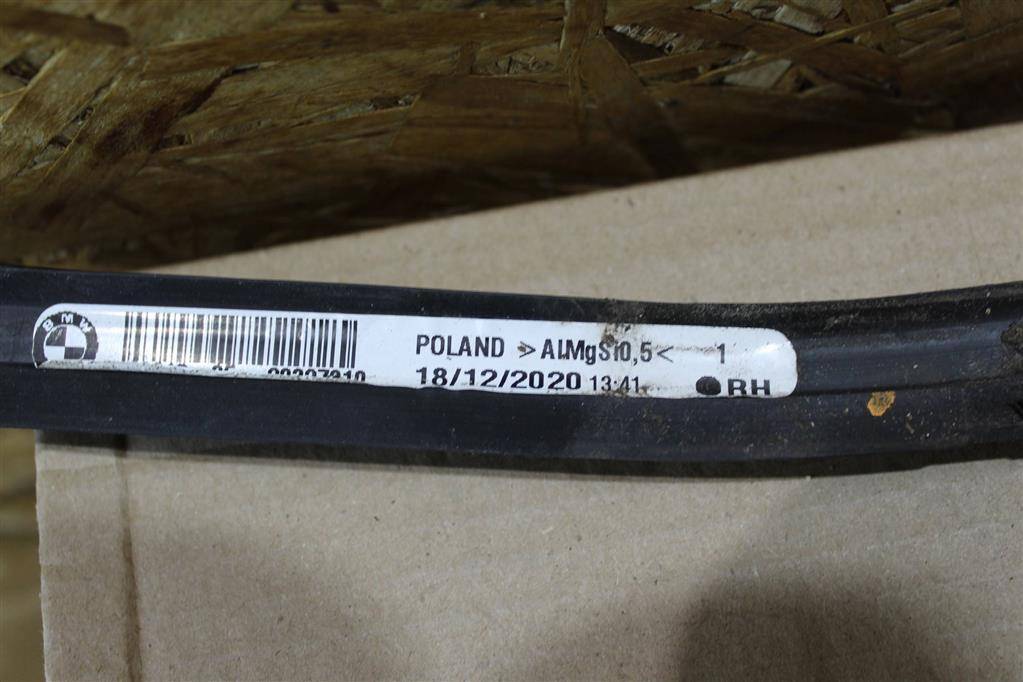 BMW
POLAND >AlMgSi0,5< 1
18/12/2020 13:41 RH